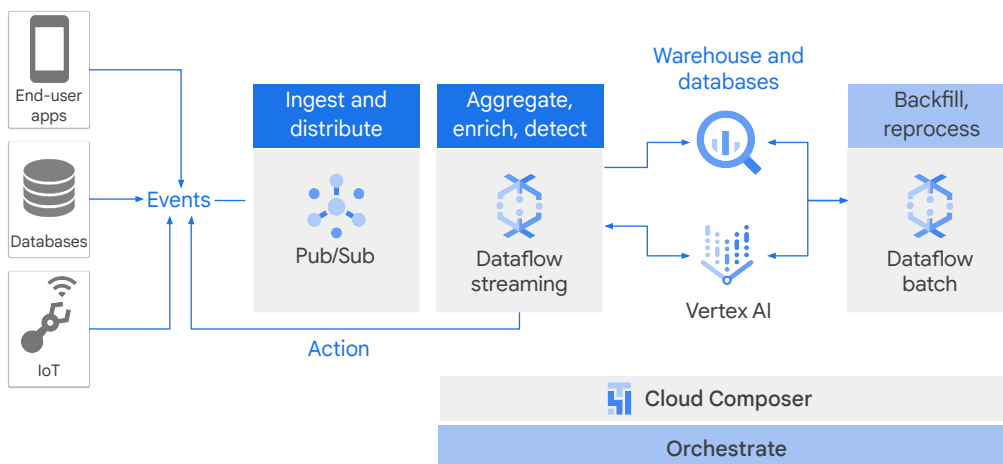 End-user
apps
Databases
IoT
Events
Ingest and
distribute
Pub/Sub
Aggregate,
enrich, detect
Dataflow
streaming
Action
Warehouse and
databases
Vertex AI
Backfill,
reprocess
Dataflow
batch
Cloud Composer
Orchestrate